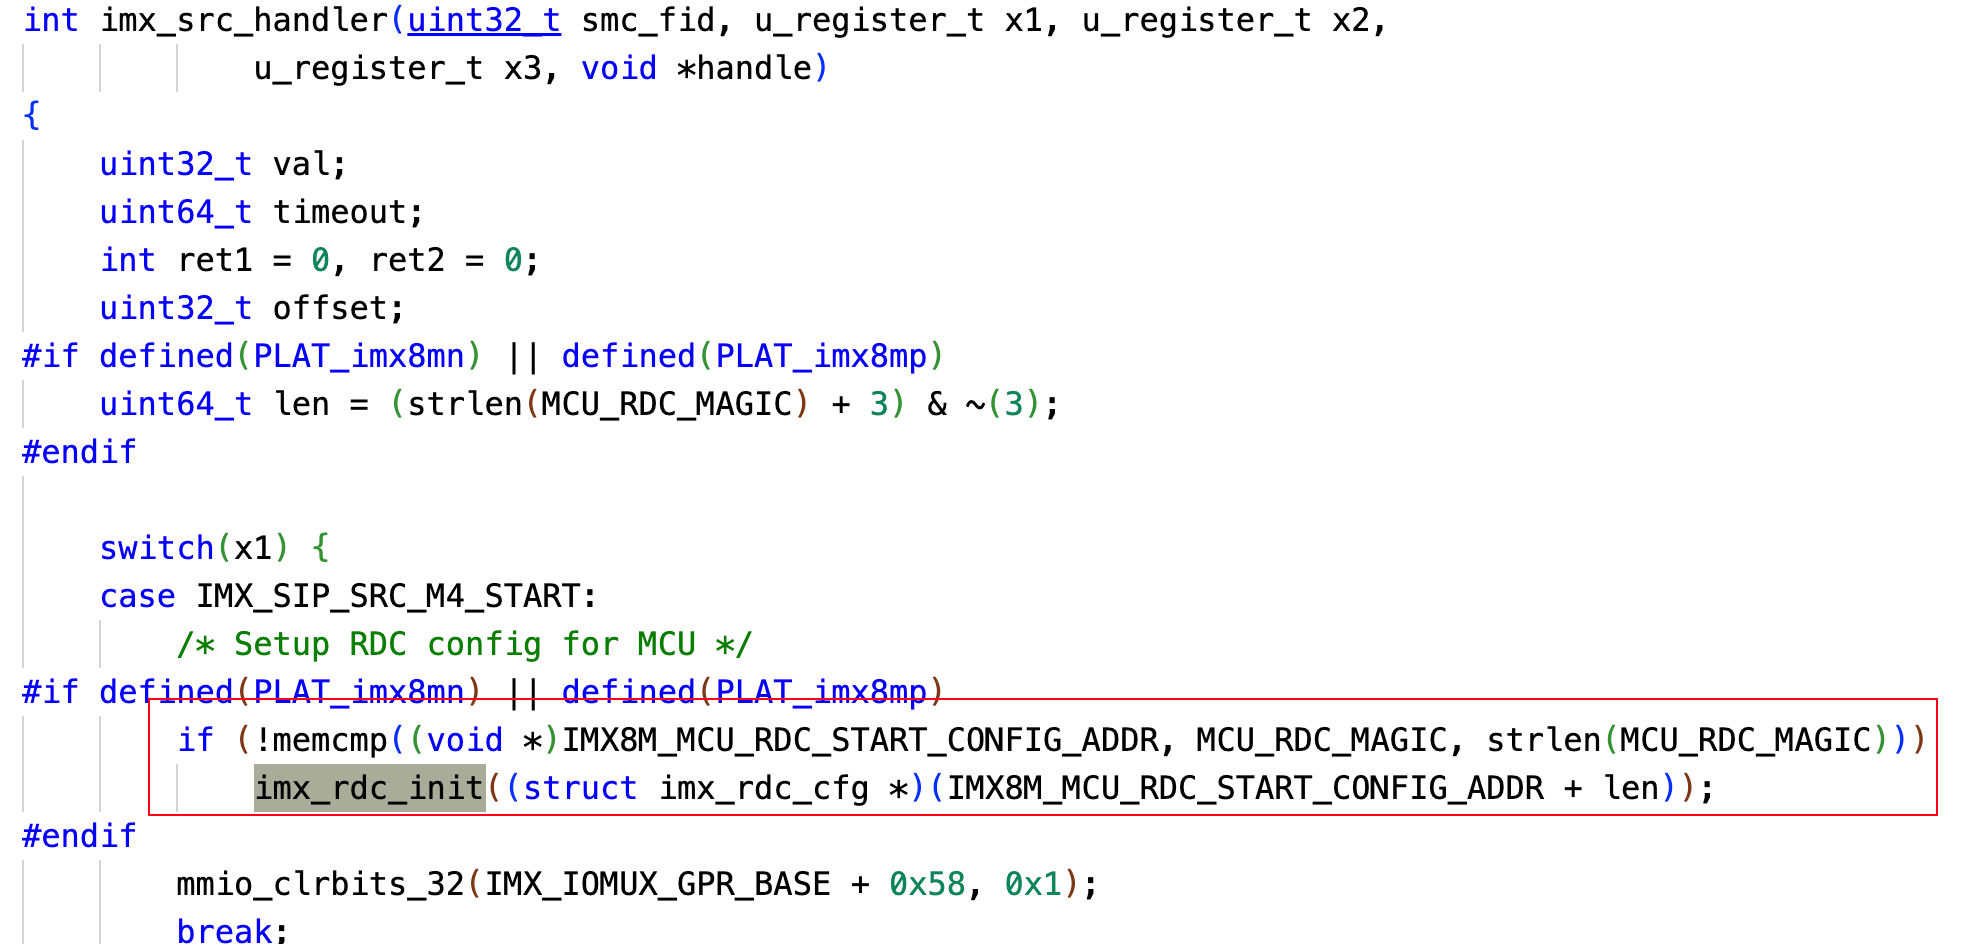 int imx_src_handler(uint32_t smc_fid, u_register_t x1, u_register_t x2,
            u_register_t x3, void *handle)
{
    uint32_t val;
    uint64_t timeout;
    int ret1 = 0, ret2 = 0;
    uint32_t offset;
#if defined(PLAT_imx8mn) || defined(PLAT_imx8mp)
    uint64_t len = (strlen(MCU_RDC_MAGIC) + 3) & ~(3);
#endif
    switch(x1) {
    case IMX_SIP_SRC_M4_START:
        /* Setup RDC config for MCU */
#if defined(PLAT_imx8mn) || defined(PLAT_imx8mp)
        if (!memcmp((void *)IMX8M_MCU_RDC_START_CONFIG_ADDR, MCU_RDC_MAGIC, strlen(MCU_RDC_MAGIC)))
            imx_rdc_init((struct imx_rdc_cfg *)(IMX8M_MCU_RDC_START_CONFIG_ADDR + len));
#endif
        mmio_clrbits_32(IMX_IOMUX_GPR_BASE + 0x58, 0x1);
        break;